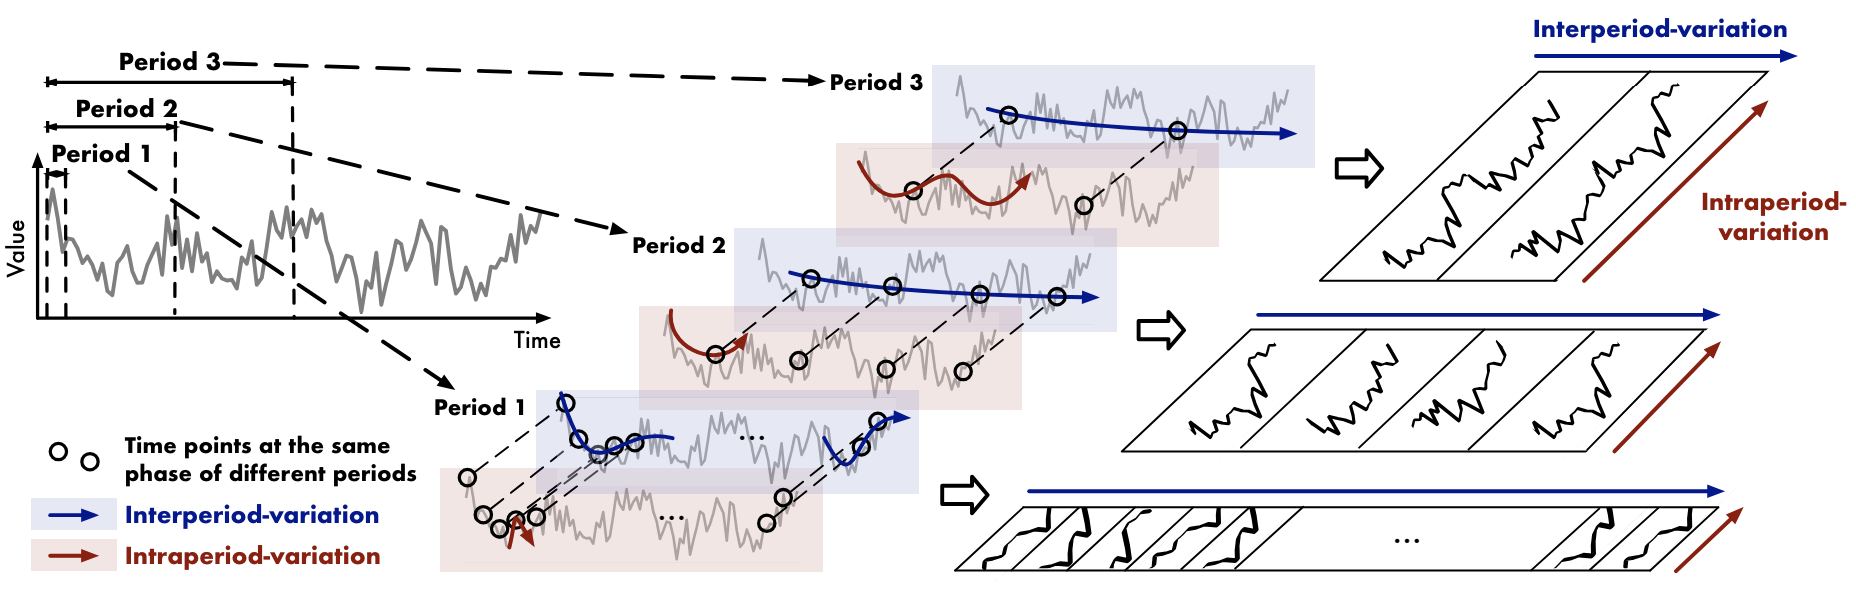 Interperiod-variation
Period 3
Period 3
Period 2
Period 1
Value
Time
Intraperiod-
variation
Period 2
Period 1
...
...
...
Time points at the same
phase of different periods
Interperiod-variation
Intraperiod-variation